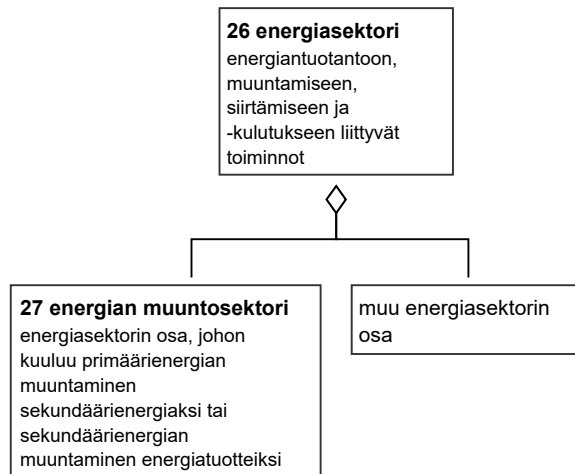 26 energiasektori
energiantuotantoon,
muuntamiseen,
siirtämiseen ja
-kulutukseen liittyvät
toiminnot
27 energian muuntosektori
energiasektorin osa, johon
kuuluu primäärienergian
muuntaminen
sekundäärienergiaksi tai
sekundäärienergian
muuntaminen energiatuotteiksi
muu energiasektorin
osa